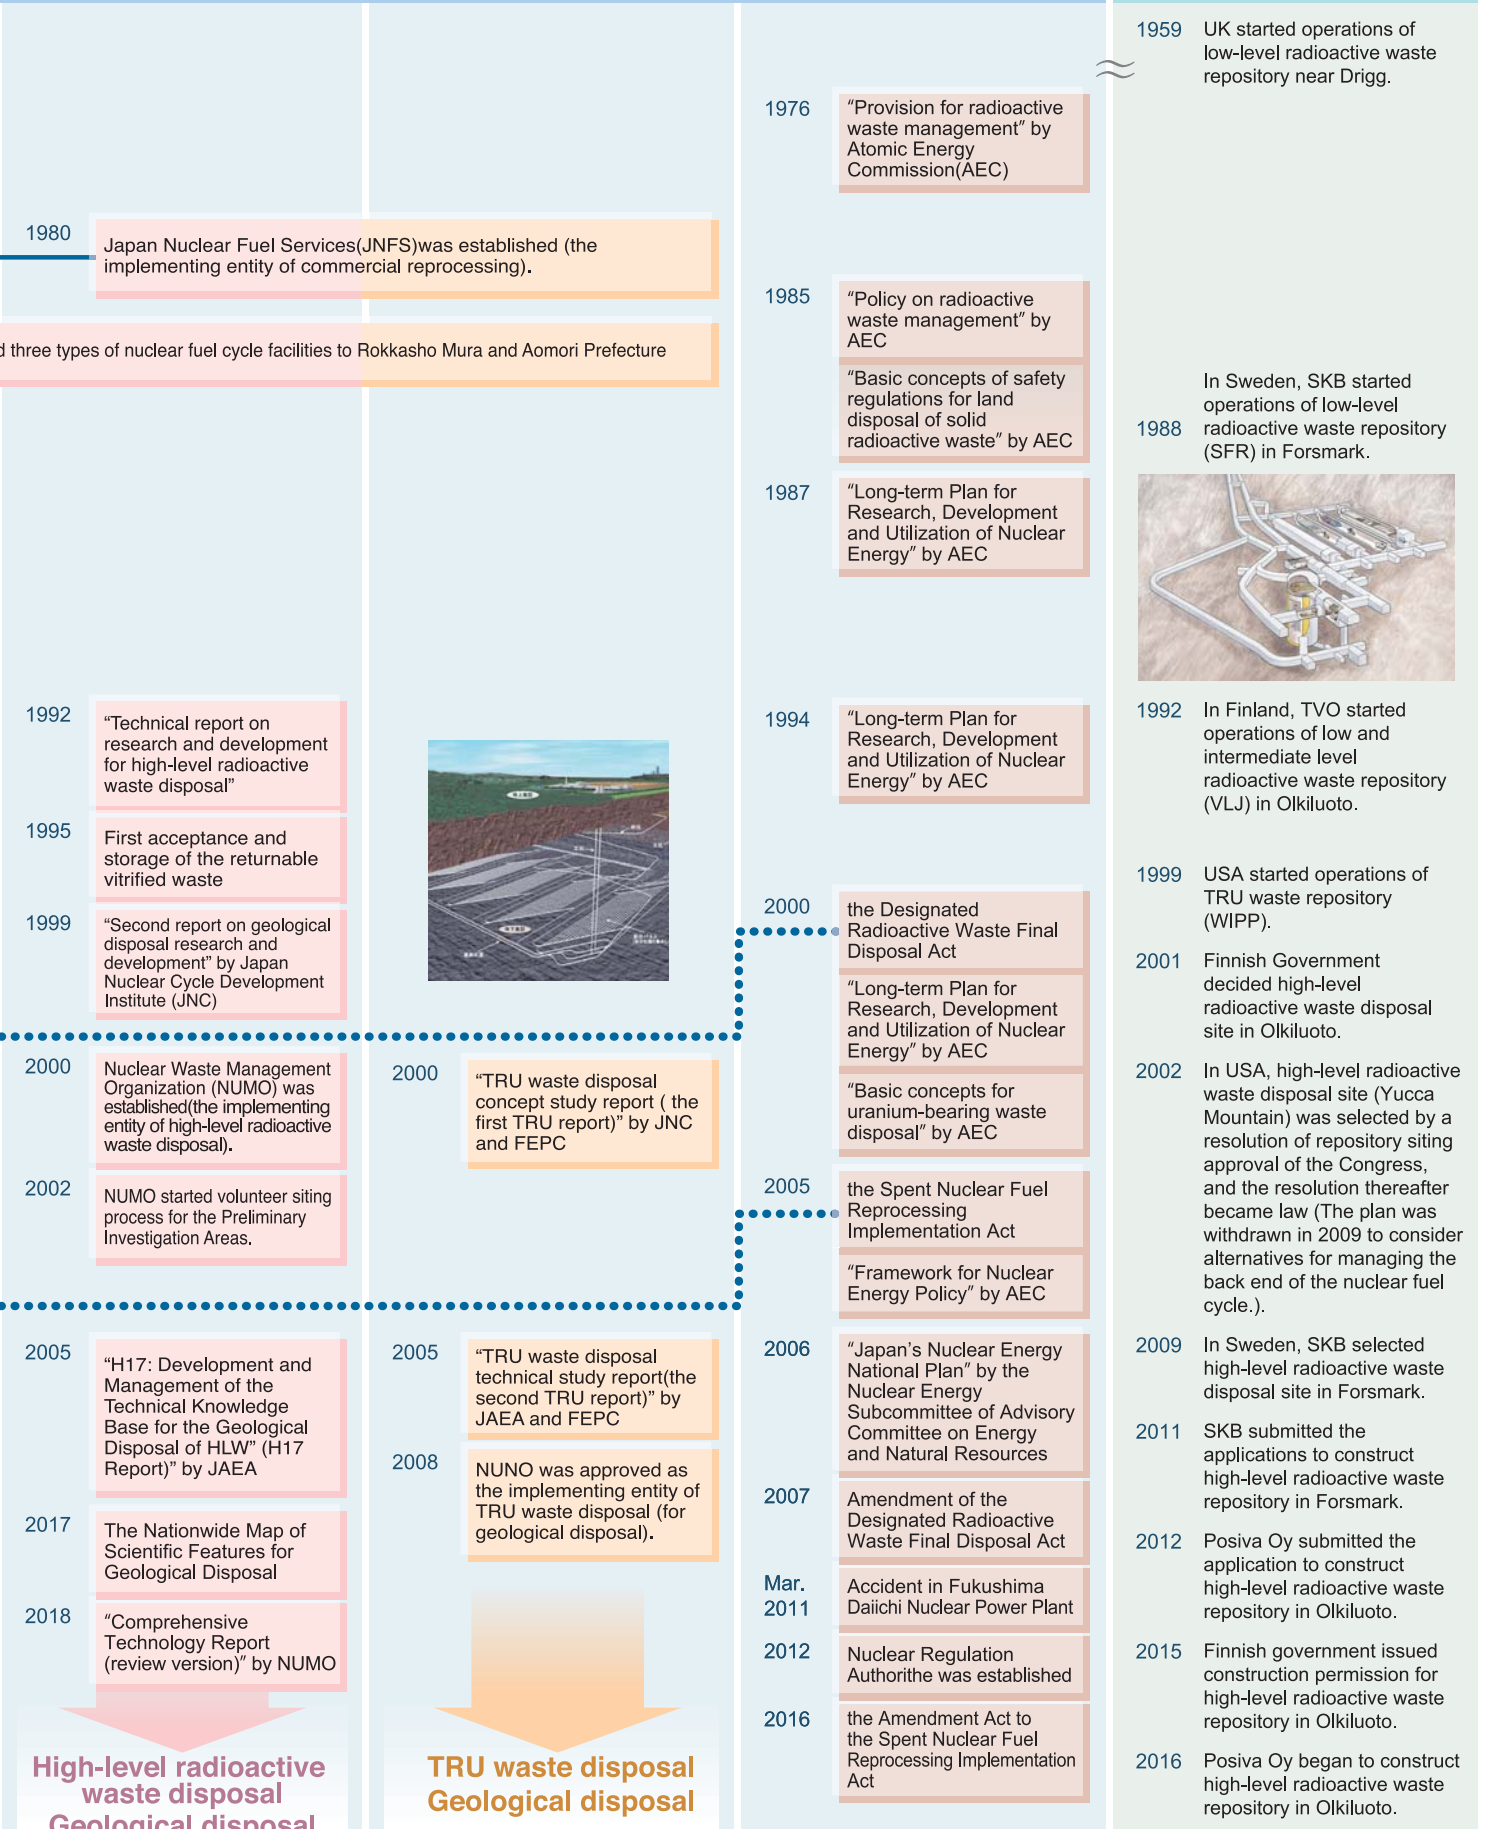 1980
Japan Nuclear Fuel Services(JNFS)was established (the
implementing entity of commercial reprocessing).
d three types of nuclear fuel cycle facilities to Rokkasho Mura and Aomori Prefecture
1992
“Technical report on
research and development
for high-level radioactive
waste disposal”
1995
First acceptance and
storage of the returnable
vitrified waste
1999
“Second report on geological
disposal research and
development” by Japan
Nuclear Cycle Development
Institute (JNC)
2000
Nuclear Waste Management
Organization (NUMO) was
established(the implementing
entity of high-level radioactive
waste disposal).
2002
NUMO started volunteer siting
process for the Preliminary
Investigation Areas.
2005
“H17: Development and
Management of the
Technical Knowledge
Base for the Geological
Disposal of HLW” (H17
Report)” by JAEA
2017
The Nationwide Map of
Scientific Features for
Geological Disposal
2018
“Comprehensive
Technology Report
(review version)” by NUMO
High-level radioactive
waste disposal
Geological disposal
2000
“TRU waste disposal
concept study report ( the
first TRU report)” by JNC
and FEPC
2005
“TRU waste disposal
technical study report(the
second TRU report)” by
JAEA and FEPC
2008
NUNO was approved as
the implementing entity of
TRU waste disposal (for
geological disposal).
TRU waste disposal
Geological disposal
1976
“Provision for radioactive
waste management” by
Atomic Energy
Commission(AEC)
1985
“Policy on radioactive
waste management” by
AEC
“Basic concepts of safety
regulations for land
disposal of solid
radioactive waste” by AEC
1987
“Long-term Plan for
Research, Development
and Utilization of Nuclear
Energy” by AEC
1994
“Long-term Plan for
Research, Development
and Utilization of Nuclear
Energy” by AEC
2000
the Designated
Radioactive Waste Final
Disposal Act
“Long-term Plan for
Research, Development
and Utilization of Nuclear
Energy” by AEC
“Basic concepts for
uranium-bearing waste
disposal” by AEC
2005
the Spent Nuclear Fuel
Reprocessing
Implementation Act
“Framework for Nuclear
Energy Policy” by AEC
2006
“Japan’s Nuclear Energy
National Plan” by the
Nuclear Energy
Subcommittee of Advisory
Committee on Energy
and Natural Resources
2007
Amendment of the
Designated Radioactive
Waste Final Disposal Act
Mar.
2011
Accident in Fukushima
Daiichi Nuclear Power Plant
2012
Nuclear Regulation
Authorithe was established
2016
the Amendment Act to
the Spent Nuclear Fuel
Reprocessing Implementation
Act
1959
UK started operations of
low-level radioactive waste
repository near Drigg.
1988
In Sweden, SKB started
operations of low-level
radioactive waste repository
(SFR) in Forsmark.
1992
In Finland, TVO started
operations of low and
intermediate level
radioactive waste repository
(VLJ) in Olkiluoto.
1999
USA started operations of
TRU waste repository
(WIPP).
2001
Finnish Government
decided high-level
radioactive waste disposal
site in Olkiluoto.
2002
In USA, high-level radioactive
waste disposal site (Yucca
Mountain) was selected by a
resolution of repository siting
approval of the Congress,
and the resolution thereafter
became law (The plan was
withdrawn in 2009 to consider
alternatives for managing the
back end of the nuclear fuel
cycle.).
2009
In Sweden, SKB selected
high-level radioactive waste
disposal site in Forsmark.
2011
SKB submitted the
applications to construct
high-level radioactive waste
repository in Forsmark.
2012
Posiva Oy submitted the
application to construct
high-level radioactive waste
repository in Olkiluoto.
2015
Finnish government issued
construction permission for
high-level radioactive waste
repository in Olkiluoto.
2016
Posiva Oy began to construct
high-level radioactive waste
repository in Olkiluoto.